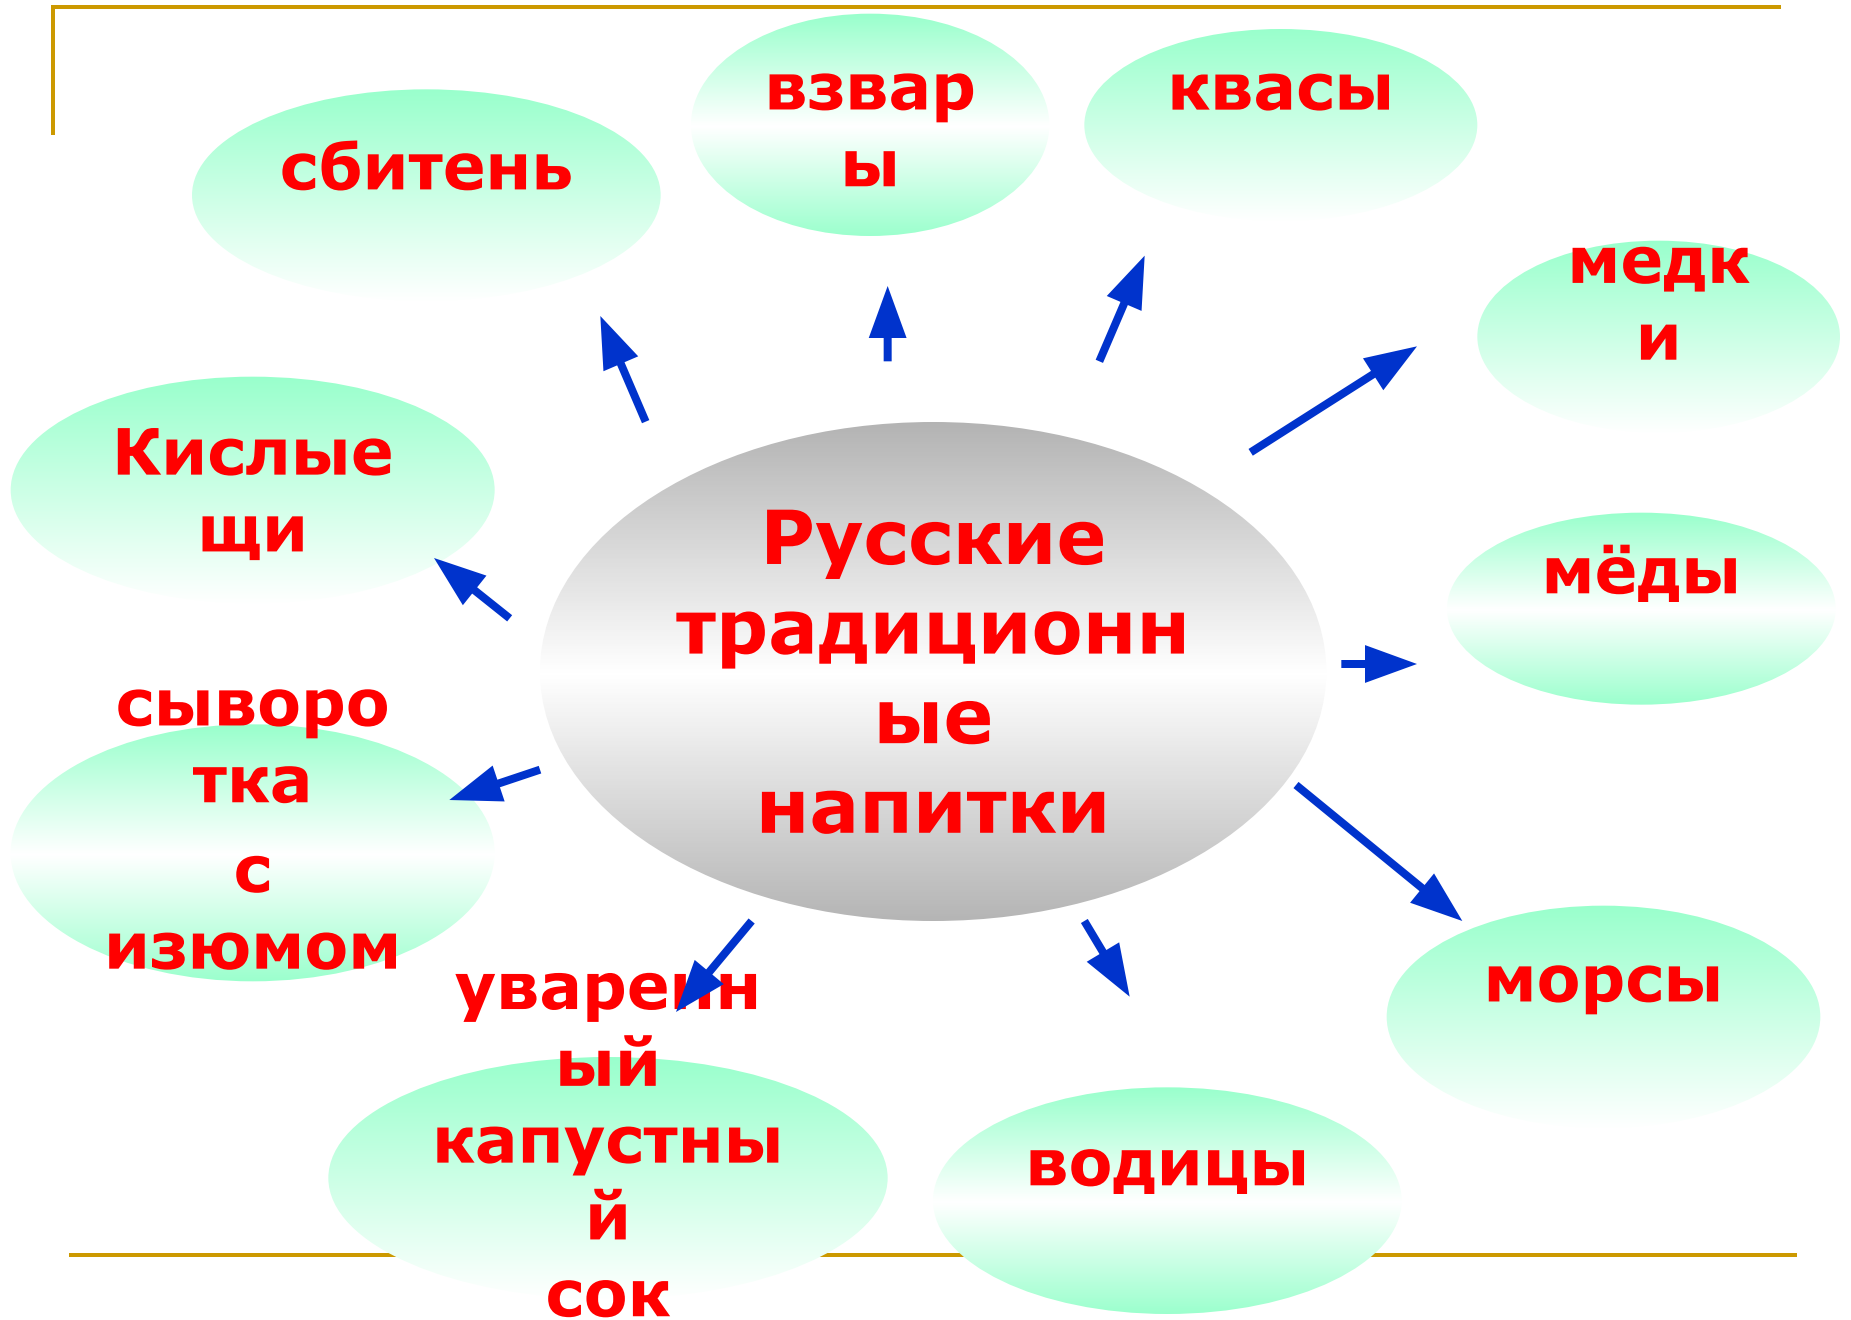 взвар
ы
квасы
сбитень
медк
и
Кислые
щи
Русские
традиционн
ые
напитки
мёды
сыворо
тка
с
изюмом
уваренн
ый
капустны
й
сок
водицы
морсы